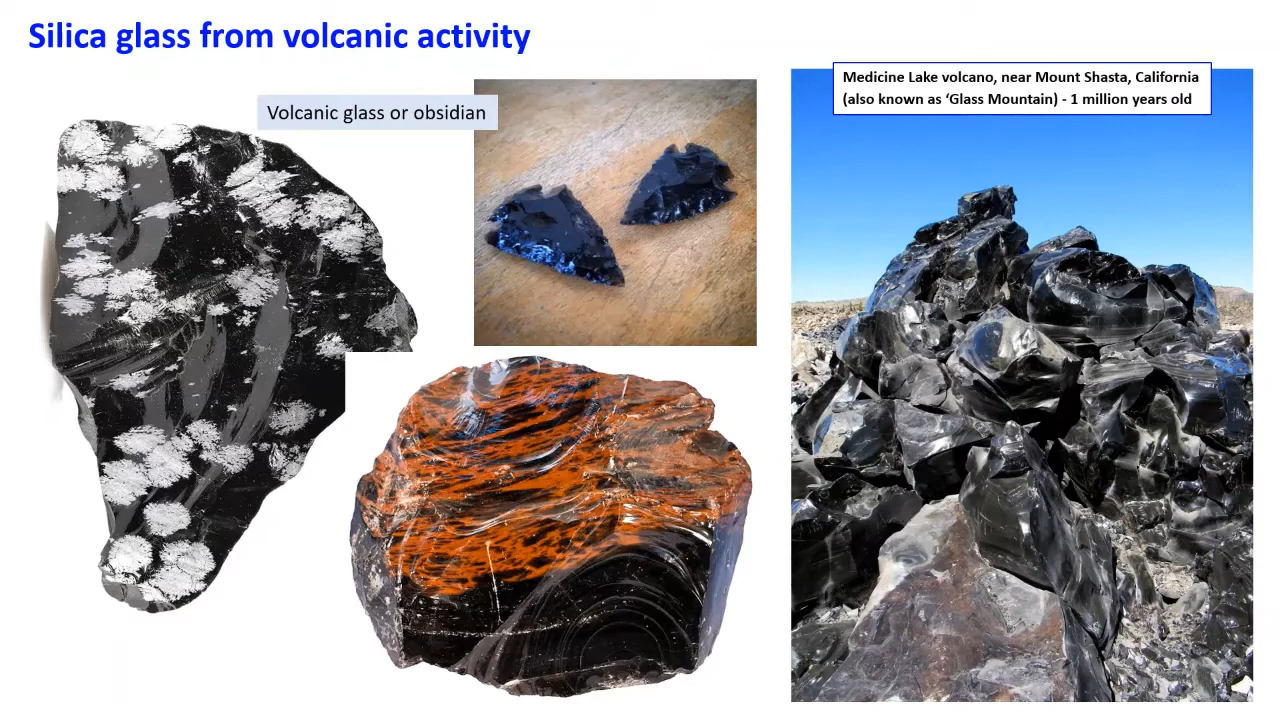 Silica glass from volcanic activity
Volcanic glass or obsidian
Medicine Lake volcano, near Mount Shasta, California
(also known as ‘Glass Mountain) - 1 million years old